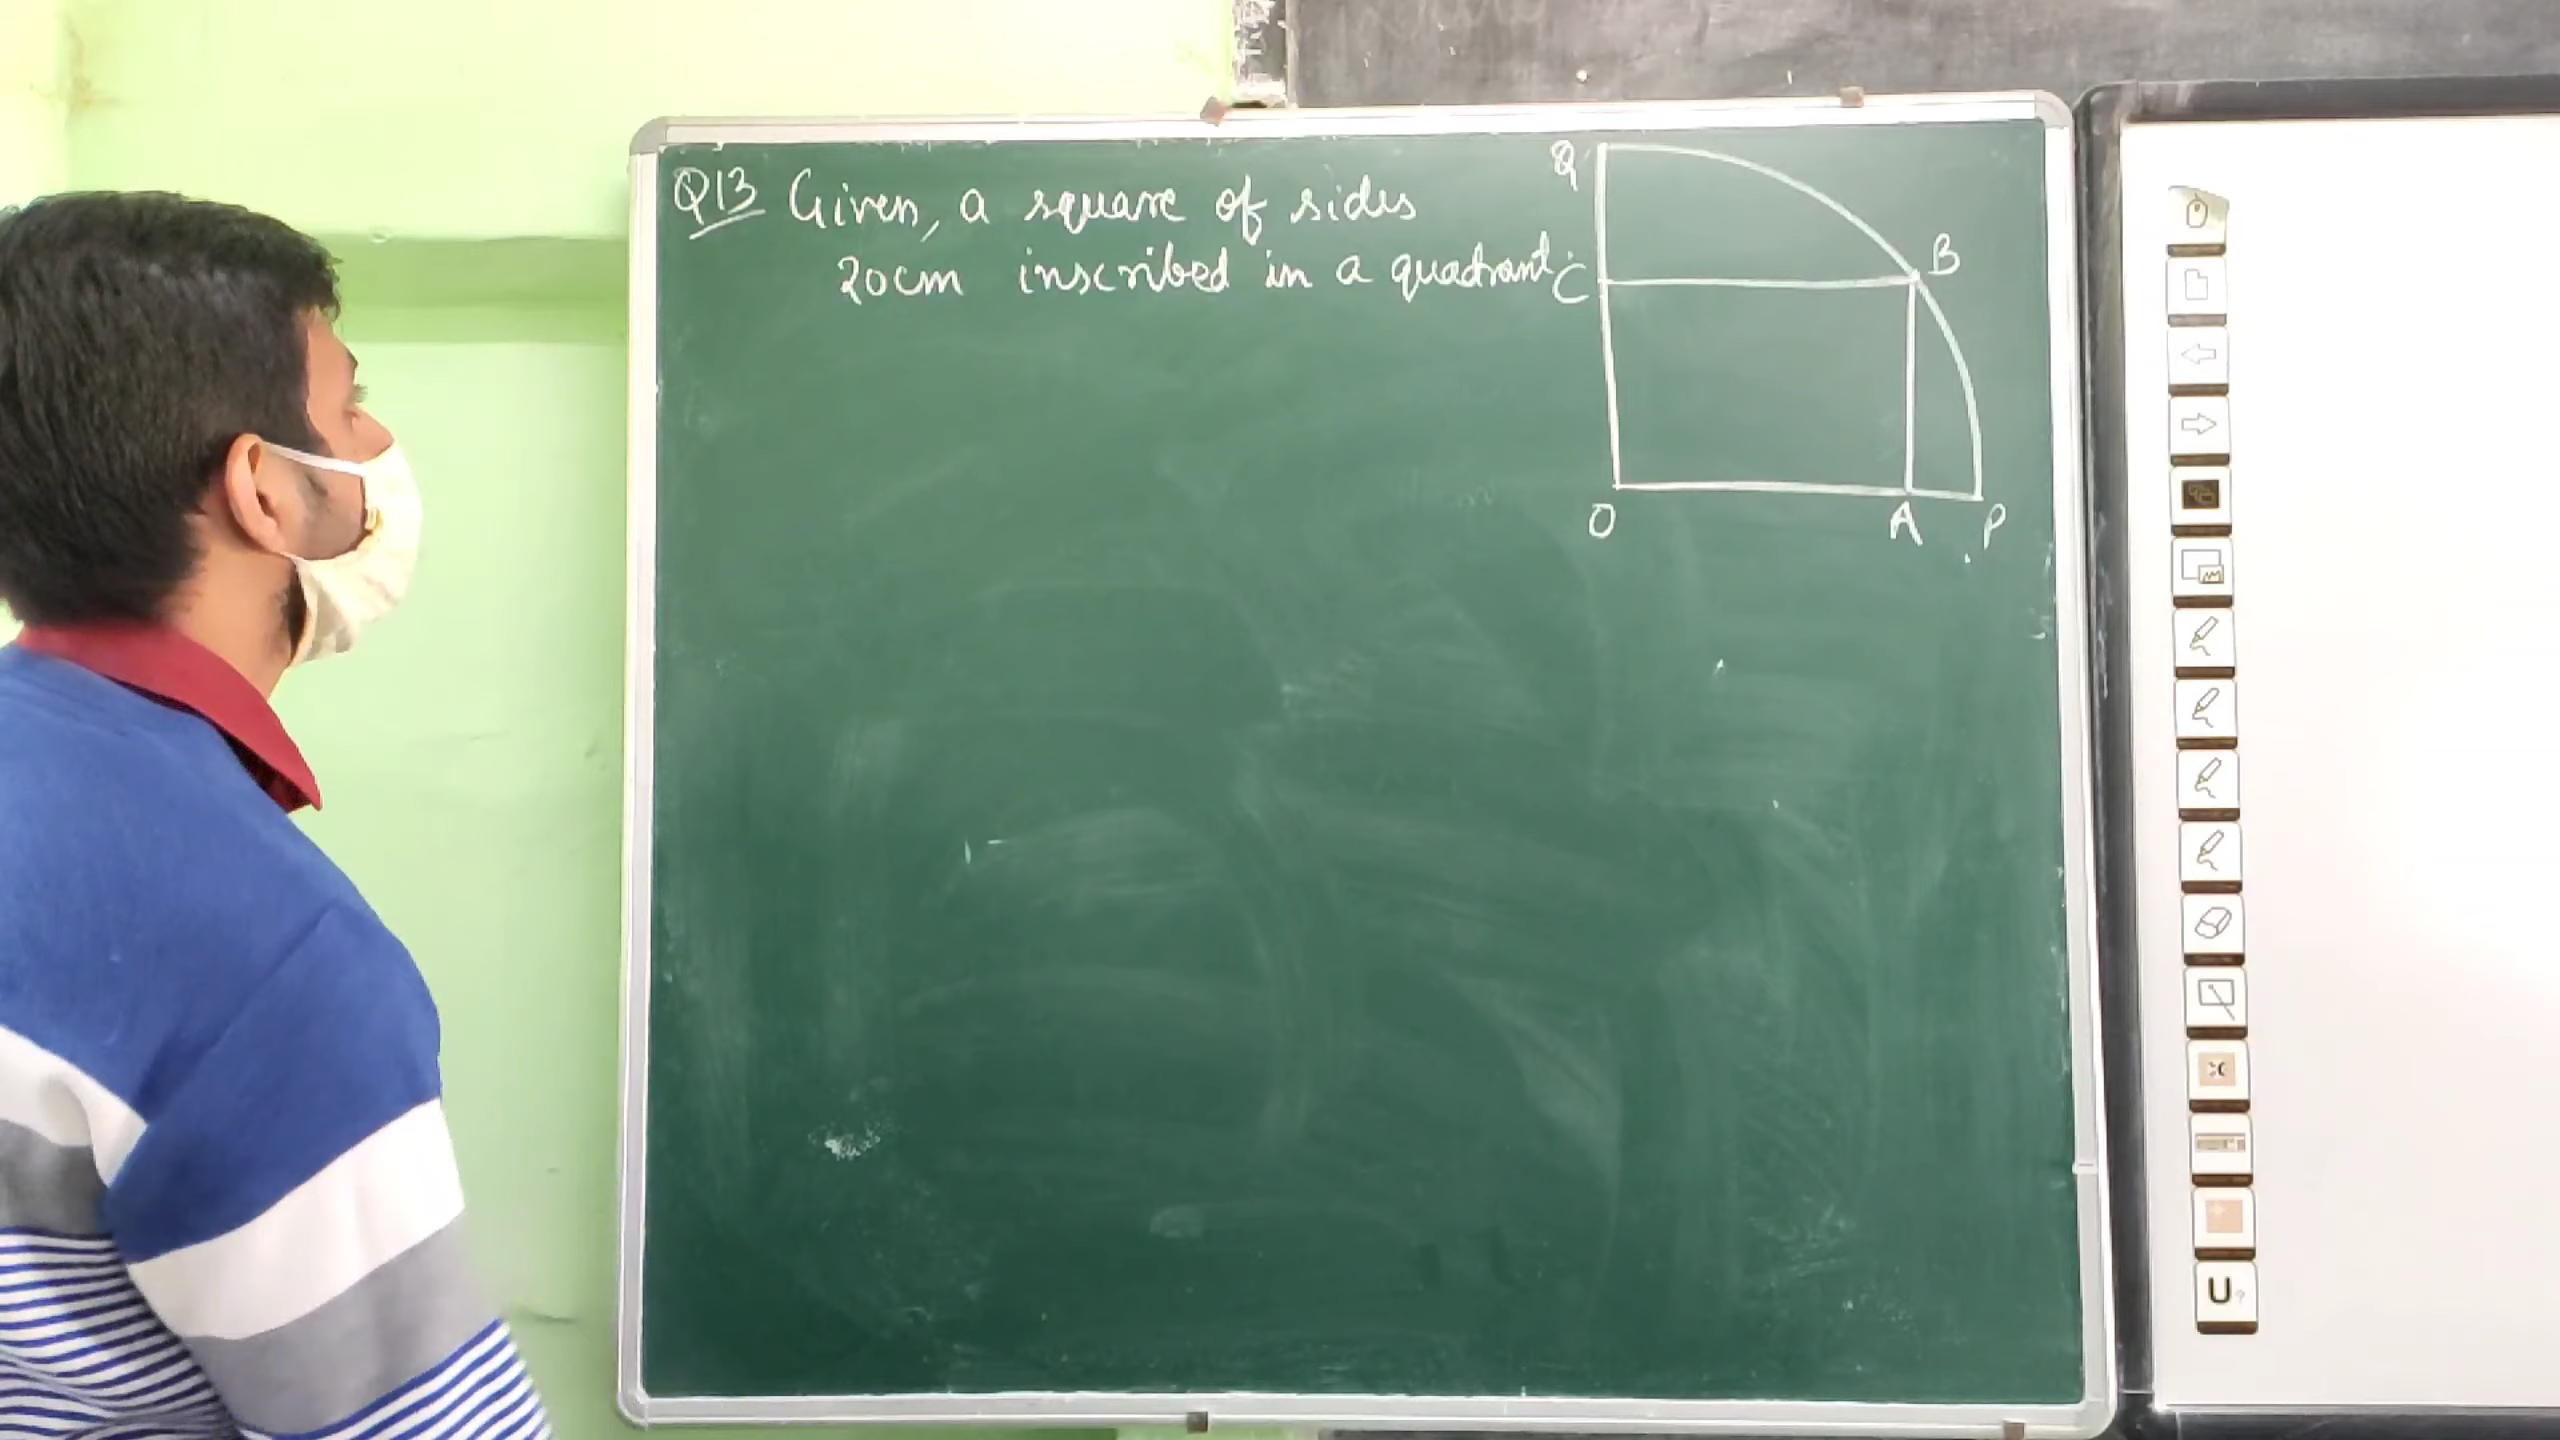 Q13 Given, a square of sides
20cm inscribed in a quadrant.
Q
C
B
O
A
P
U?